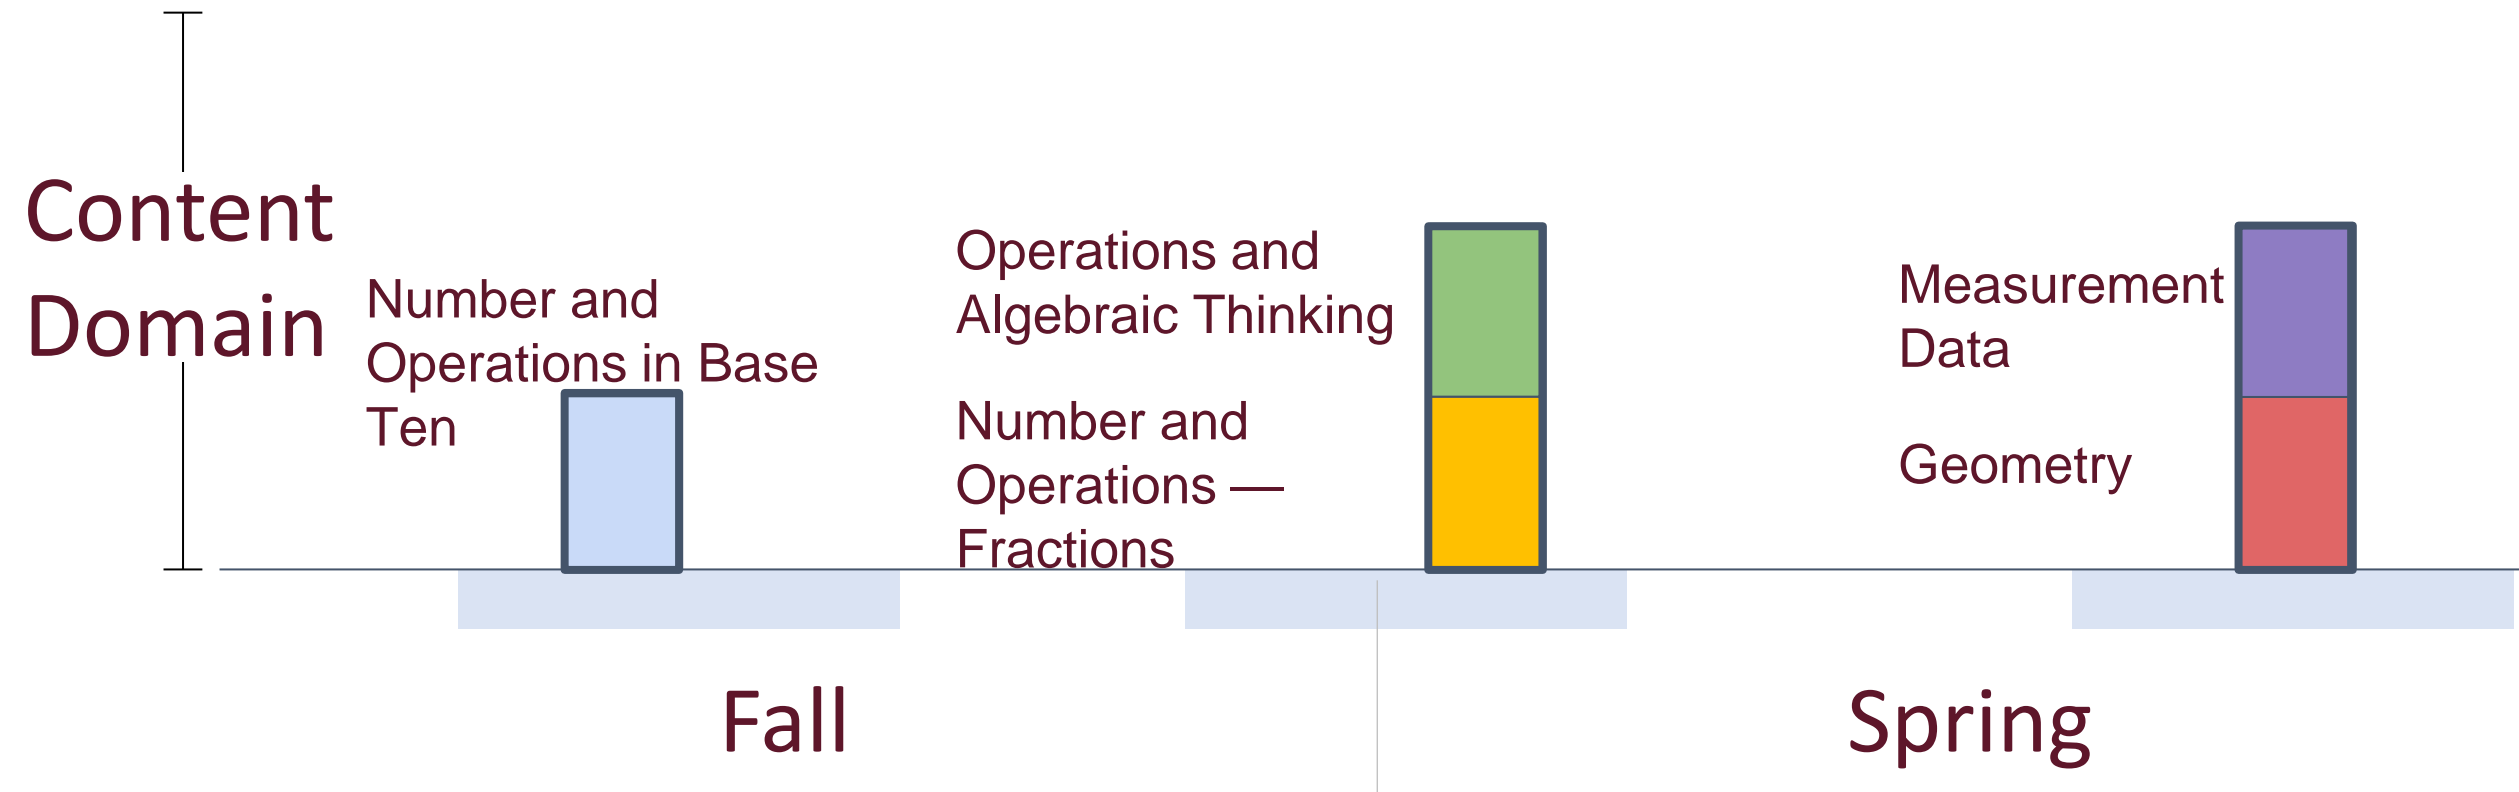 Content
Domain
Number and
Operations in Base
Ten
Operations and
Algebraic Thinking
Number and
Operations —
Fractions
Measurement
Data
Geometry
Fall
Spring